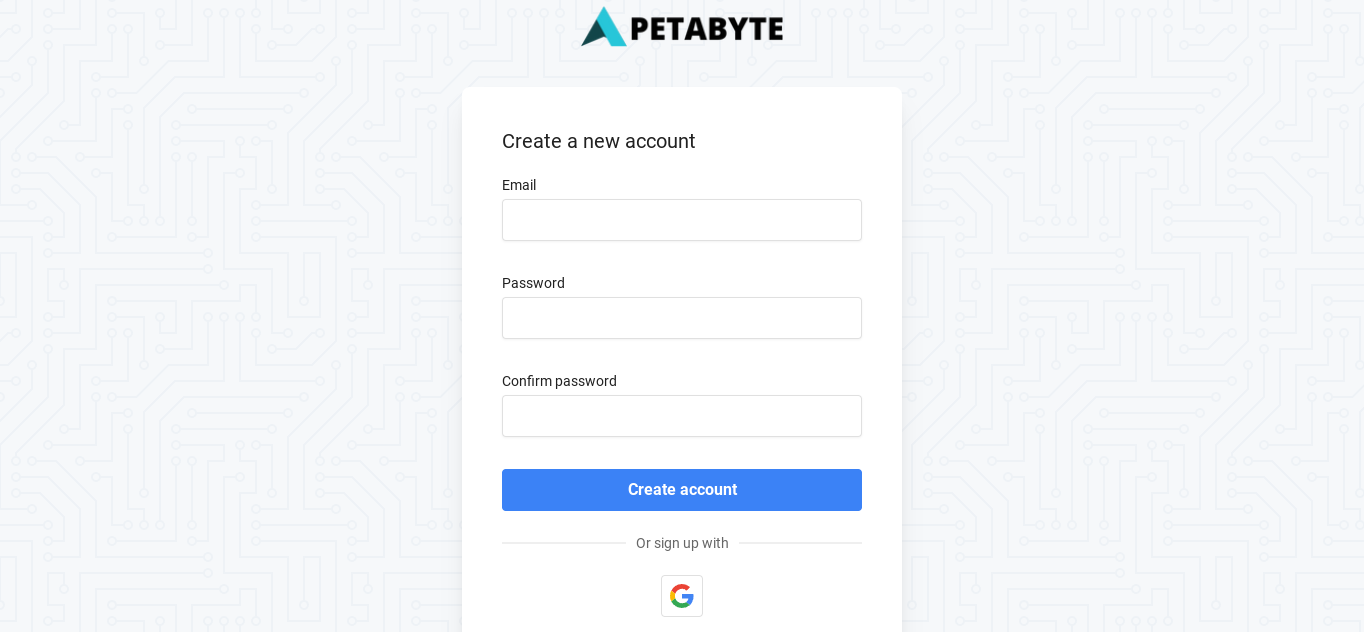 PETABYTE
Create a new account
Email
Password
Confirm password
Create account
Or sign up with